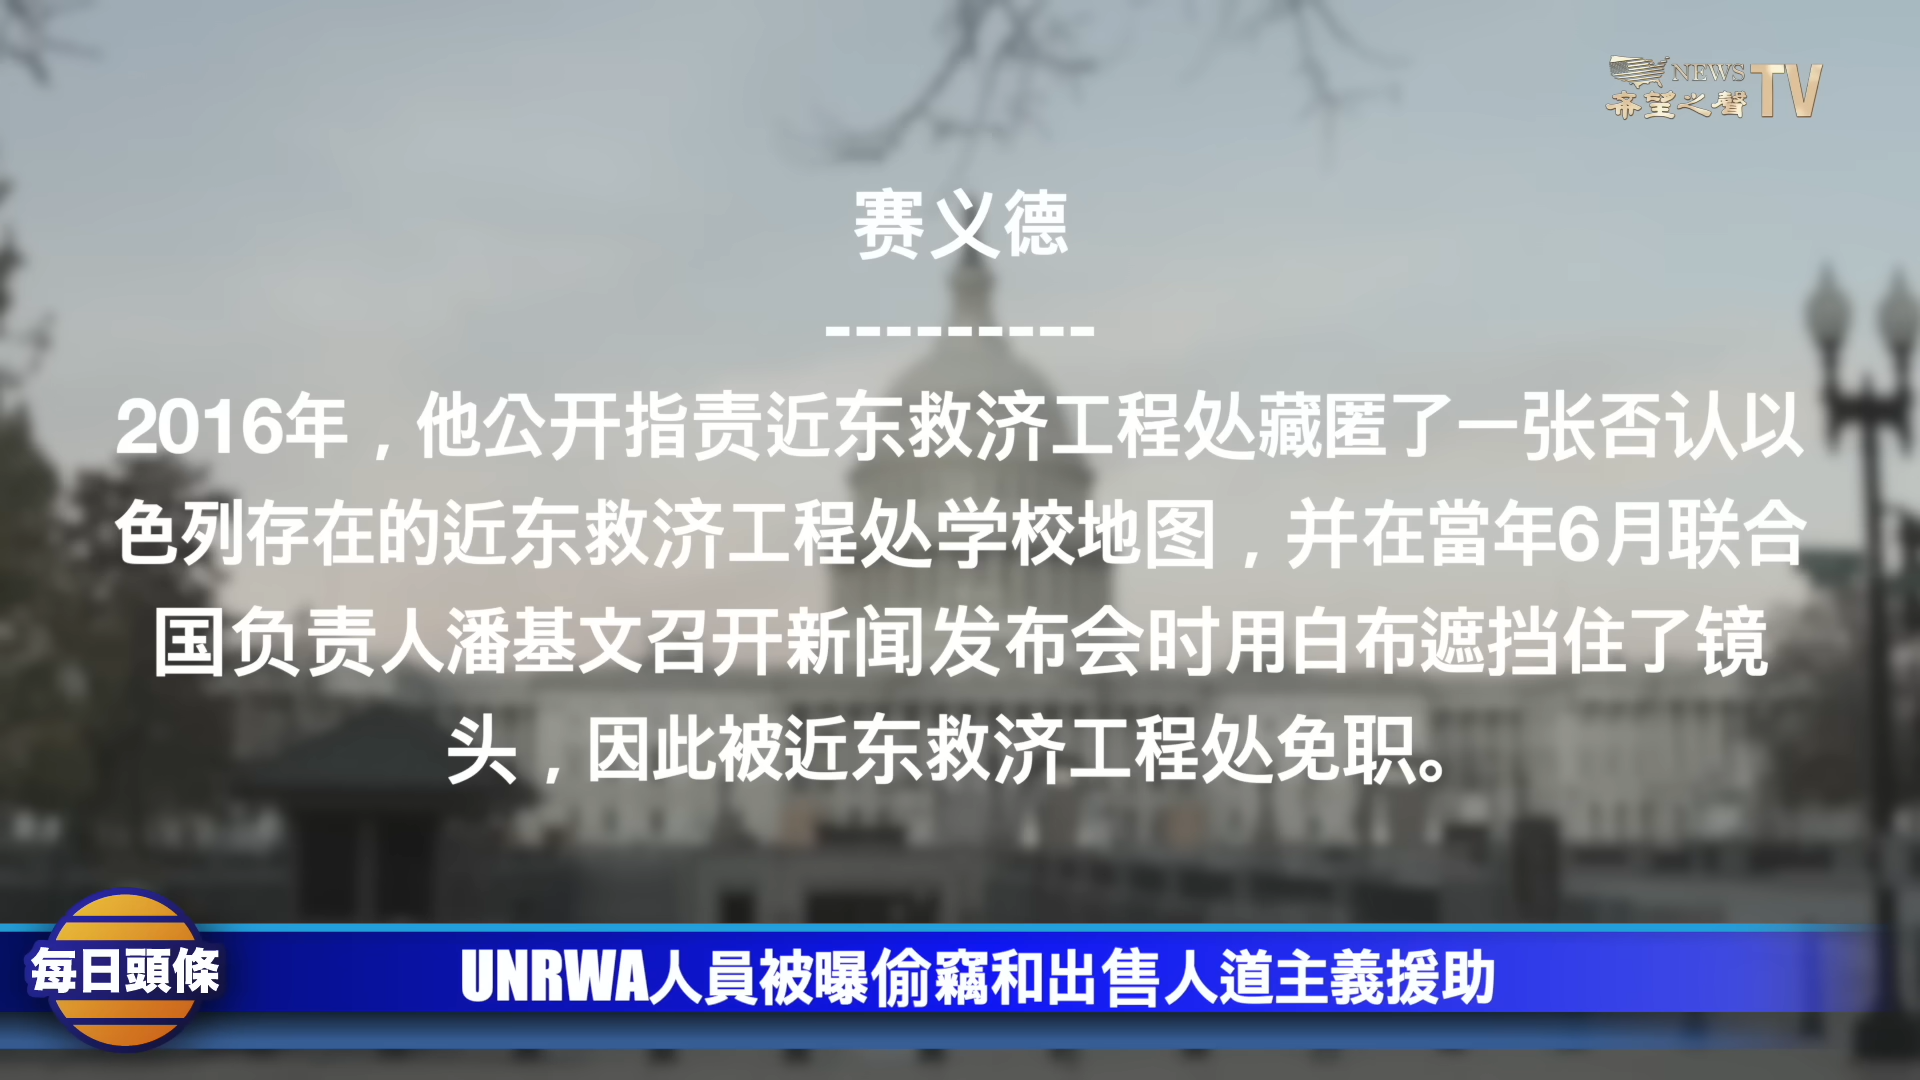 NEWS
希望之聲TV
赛义德
---------
2016年，他公开指责近东救济工程处藏匿了一张否认以
色列存在的近东救济工程处学校地图，并在當年6月联合
国负责人潘基文召开新闻发布会时用白布遮挡住了镜
头，因此被近东救济工程处免职。
每日頭條
UNRWA人員被曝偷竊和出售人道主義援助